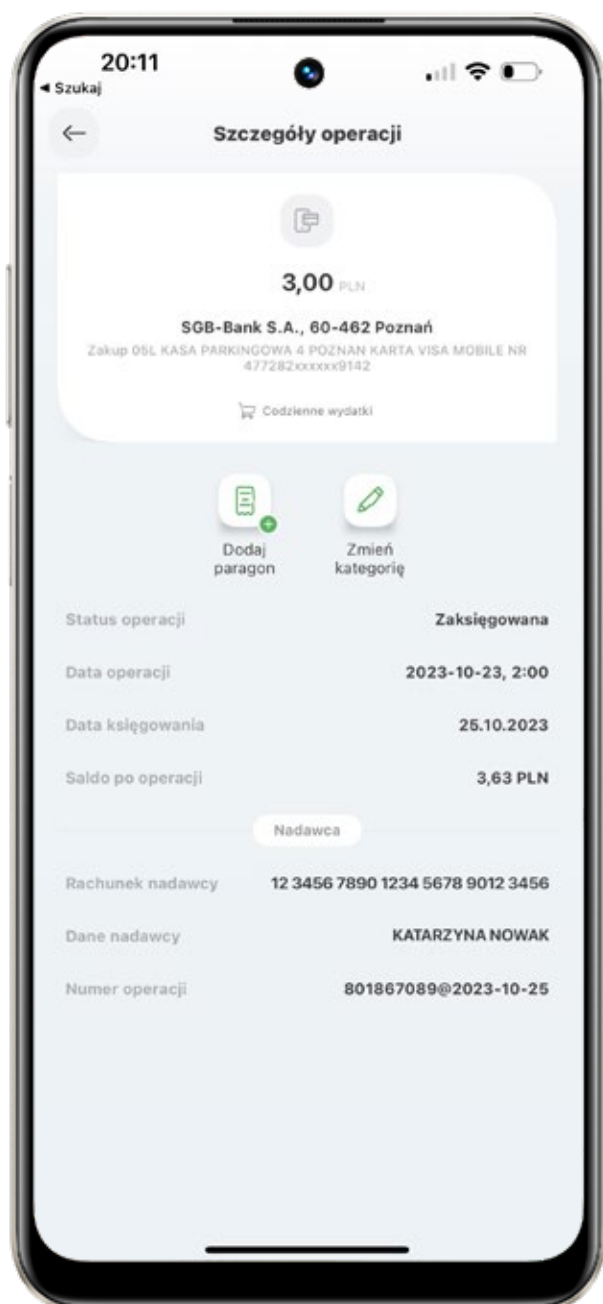 20:11
◄ Szukaj
Szczegóły operacji
3,00 PLN
SGB-Bank S.A., 60-462 Poznań
Zakup 05L KASA PARKINGOWA 4 POZNAN KARTA VISA MOBILE NR
477282xxxxxx9142
Codzienne wydatki
Dodaj
paragon
Zmień
kategorię
Status operacji Zaksięgowana
Data operacji 2023-10-23, 2:00
Data księgowania 25.10.2023
Saldo po operacji 3,63 PLN
Nadawca
Rachunek nadawcy 12 3456 7890 1234 5678 9012 3456
Dane nadawcy KATARZYNA NOWAK
Numer operacji 801867089@2023-10-25